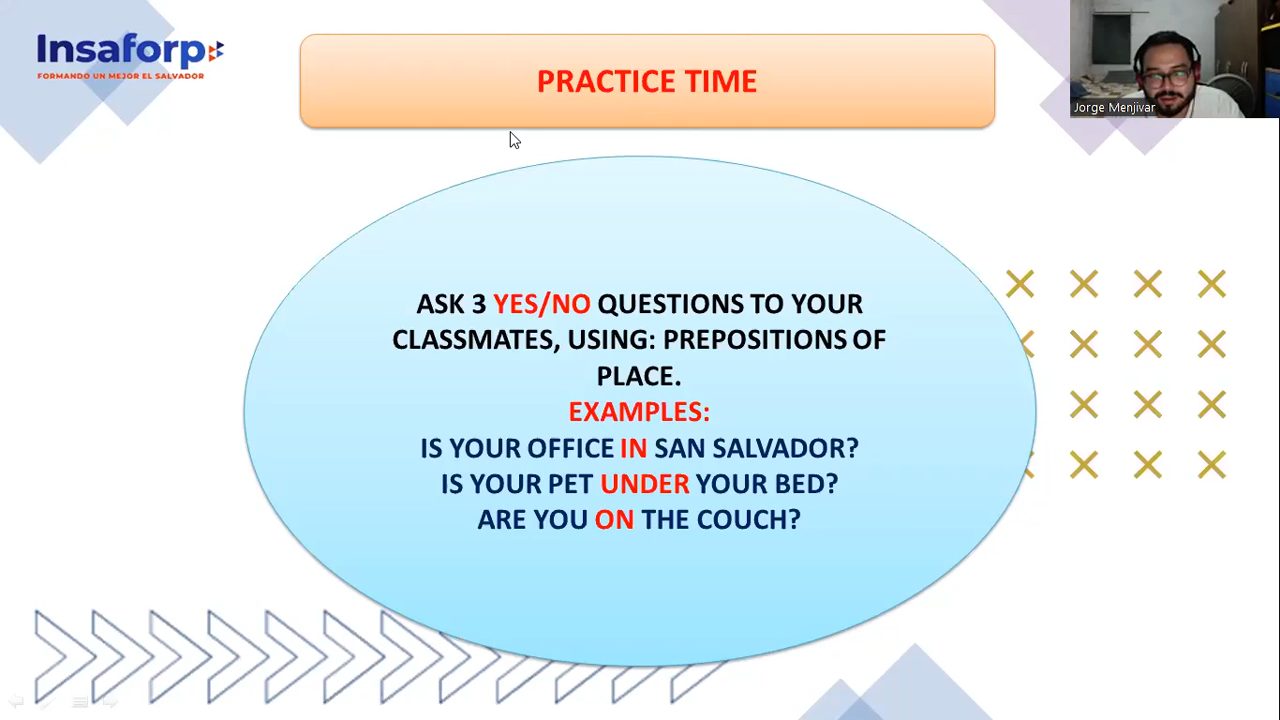 Insaforp
FORMANDO UN MEJOR EL SALVADOR
PRACTICE TIME
Jorge Menjivar
ASK 3 YES/NO QUESTIONS TO YOUR
CLASSMATES, USING: PREPOSITIONS OF
PLACE.
EXAMPLES:
IS YOUR OFFICE IN SAN SALVADOR?
IS YOUR PET UNDER YOUR BED?
ARE YOU ON THE COUCH?